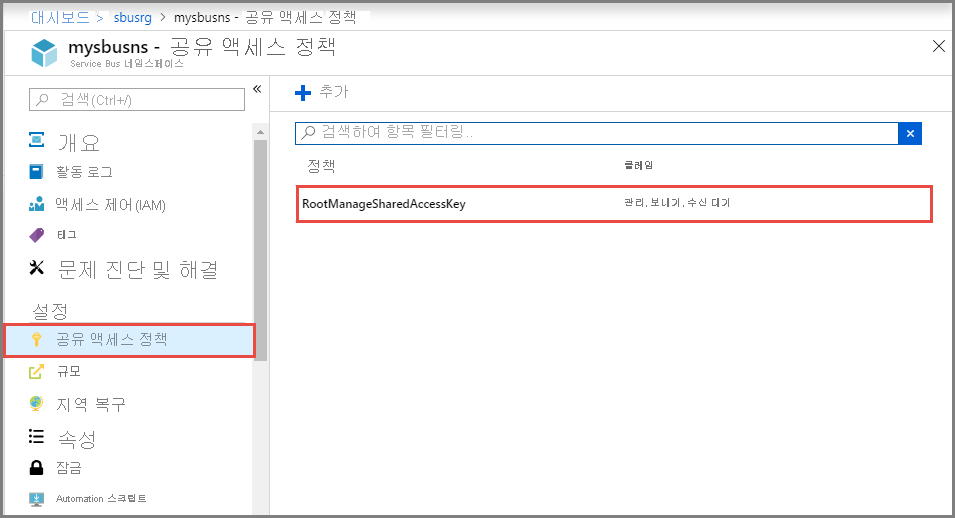 대시보드 > sbusrg > mysbusns - 공유 액세스 정책
mysbusns - 공유 액세스 정책
Service Bus 네임스페이스
검색(Ctrl+/)
개요
활동 로그
액세스 제어(IAM)
태그
문제 진단 및 해결
설정
공유 액세스 정책
규모
지역 복구
속성
잠금
Automation 스크립트
추가
검색하여 항목 필터링..
정책 클레임
RootManageSharedAccessKey 관리, 보내기, 수신 대기